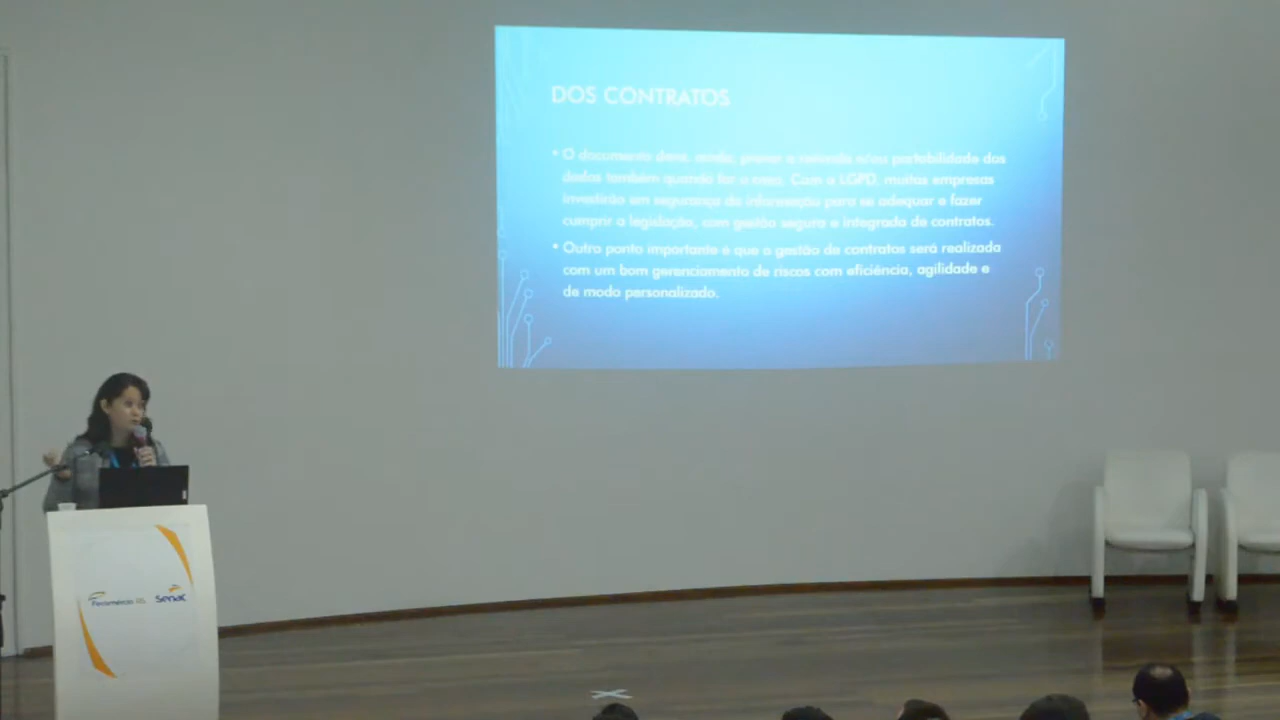 DOS CONTRATOS
• O documento deve, ainda, prever a retenção e/ou portabilidade dos
dados também quando for o caso. Com a LGPD, muitas empresas
investirão em segurança da informação para se adequar e fazer
cumprir a legislação, com gestão segura e integrada de contratos.
• Outro ponto importante é que a gestão de contratos será realizada
com um bom gerenciamento de riscos com eficiência, agilidade e
de modo personalizado.
Fecomércio RS
Senac